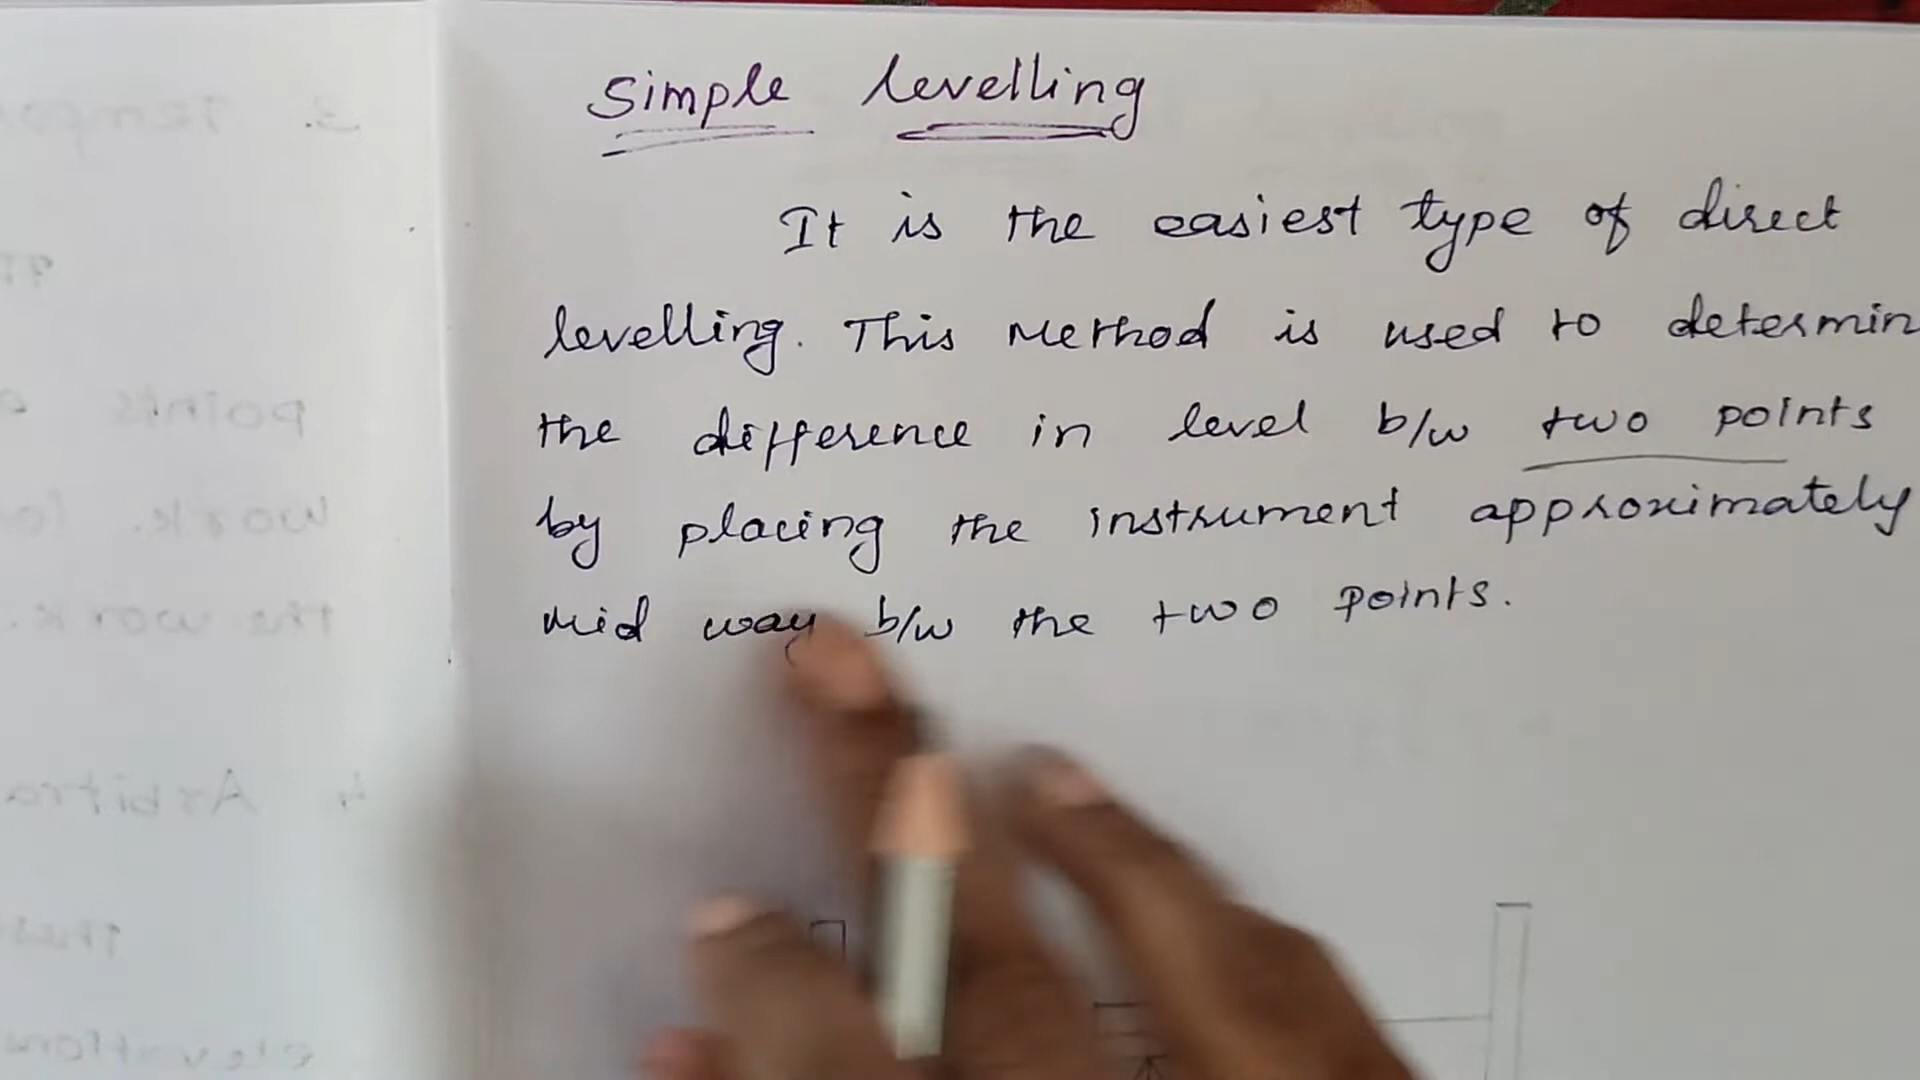 Simple levelling
It is the easiest type of direct
levelling. This Method is used to determin
the difference in level b/w two points
by placing the instrument approximately
mid way b/w the two points.